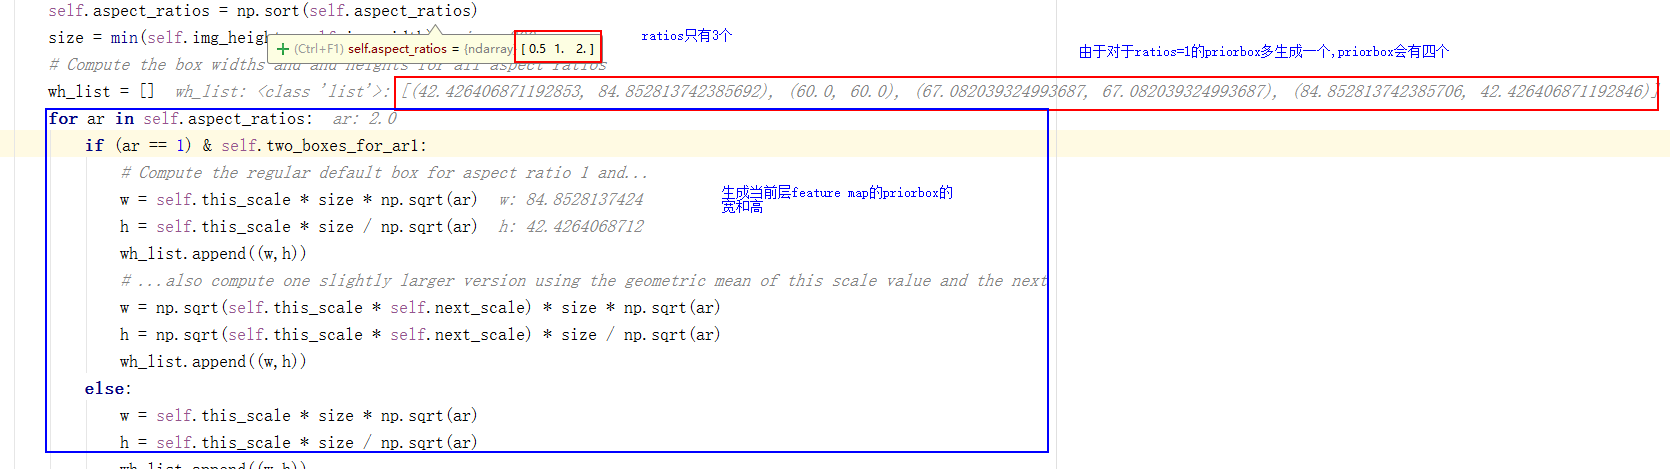 self.aspect_ratios = np.sort(self.aspect_ratios)
size = min(self.img_height
(Ctrl+F1) self.aspect_ratios = {ndarray} [ 0.5 1. 2. ]
ratios只有3个
由于对于ratios=1的priorbox多生成一个,priorbox会有四个
# Compute the box widths and and heights for all aspect ratios
wh_list = [] wh_list: <class 'list'>: [(42.426406871192853, 84.852813742385692), (60.0, 60.0), (67.082039324993687, 67.082039324993687), (84.852813742385706, 42.426406871192846)]
for ar in self.aspect_ratios: ar: 2.0
if (ar == 1) & self.two_boxes_for_ar1:
# Compute the regular default box for aspect ratio 1 and...
w = self.this_scale * size * np.sqrt(ar) w: 84.8528137424
生成当前层feature map的priorbox的
宽和高
h = self.this_scale * size / np.sqrt(ar) h: 42.4264068712
wh_list.append((w,h))
# ...also compute one slightly larger version using the geometric mean of this scale value and the next
w = np.sqrt(self.this_scale * self.next_scale) * size * np.sqrt(ar)
h = np.sqrt(self.this_scale * self.next_scale) * size / np.sqrt(ar)
wh_list.append((w,h))
else:
w = self.this_scale * size * np.sqrt(ar)
h = self.this_scale * size / np.sqrt(ar)
wh_list.append((w,h))